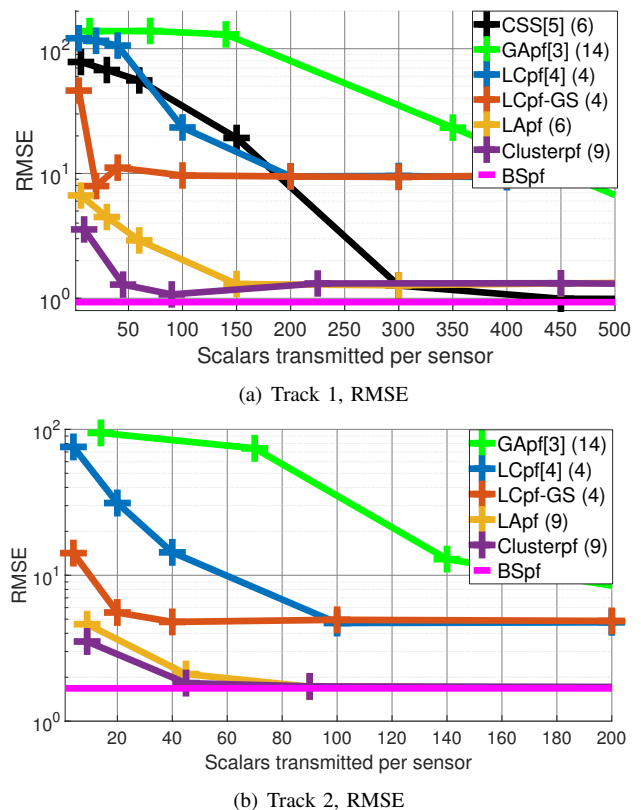 10²
10¹
10⁰
RMSE
50 100 150 200 250 300 350 400 450 500
Scalars transmitted per sensor
CSS[5] (6)
GApf[3] (14)
LCpf[4] (4)
LCpf-GS (4)
LApf (6)
Clusterpf (9)
BSpf
(a) Track 1, RMSE
10²
10¹
10⁰
RMSE
20 40 60 80 100 120 140 160 180 200
Scalars transmitted per sensor
GApf[3] (14)
LCpf[4] (4)
LCpf-GS (4)
LApf (9)
Clusterpf (9)
BSpf
(b) Track 2, RMSE